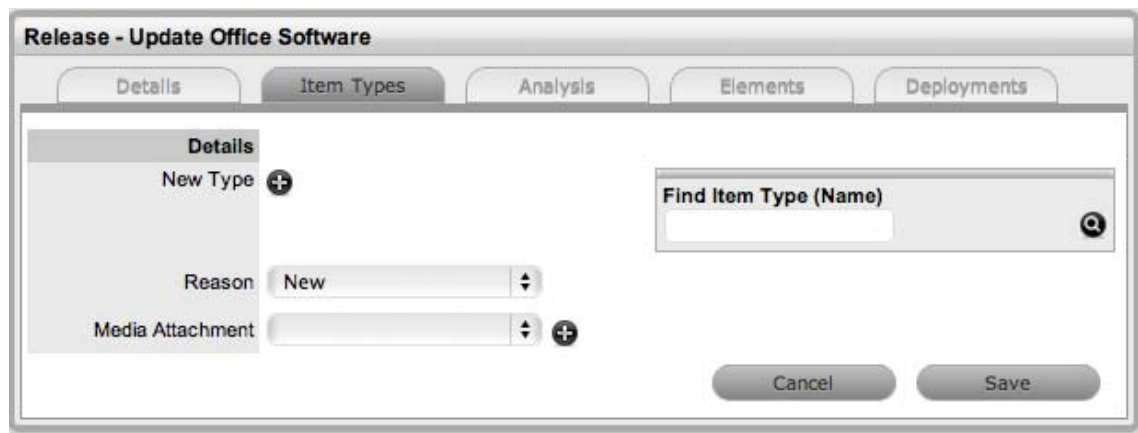 Release - Update Office Software
Details Item Types Analysis Elements Deployments
Details
New Type
Find Item Type (Name)
Reason New
Media Attachment
Cancel Save